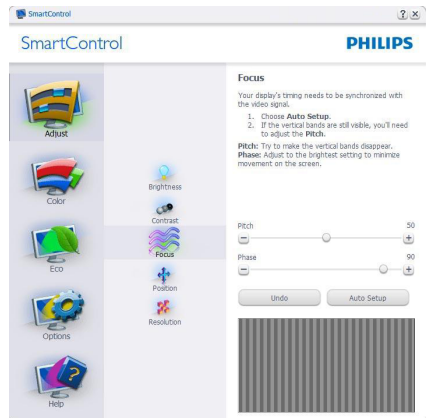 SmartControl
SmartControl
PHILIPS
Adjust
Color
Eco
Options
Help
Brightness
Contrast
Focus
Position
Resolution
Focus
Your display's timing needs to be synchronized with
the video signal.
1. Choose Auto Setup.
2. If the vertical bands are still visible, you'll need
to adjust the Pitch.
Pitch: Try to make the vertical bands disappear.
Phase: Adjust to the brightest setting to minimize
movement on the screen.
Pitch 50
Phase 90
Undo Auto Setup